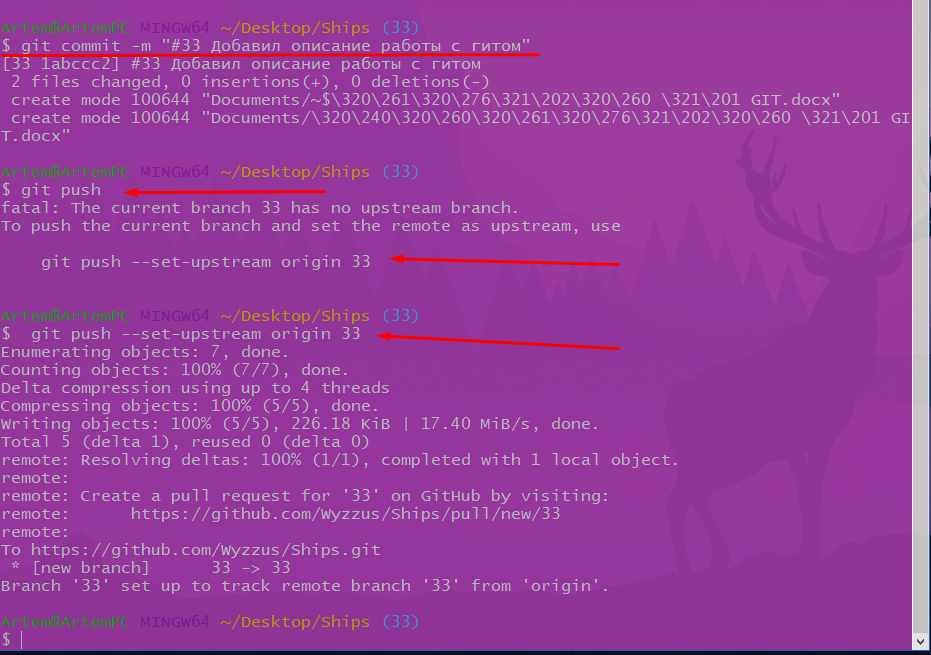 Artem@ArtemPC MINGW64 ~/Desktop/Ships (33)
$ git commit -m "#33 Добавил описание работы с гитом"
[33 1abccc2] #33 Добавил описание работы с гитом
 2 files changed, 0 insertions(+), 0 deletions(-)
 create mode 100644 "Documents/~$\320\261\320\276\321\202\320\260 \321\201 GIT.docx"
 create mode 100644 "Documents/\320\240\320\260\320\261\320\276\321\202\320\260 \321\201 GI
T.docx"
Artem@ArtemPC MINGW64 ~/Desktop/Ships (33)
$ git push
fatal: The current branch 33 has no upstream branch.
To push the current branch and set the remote as upstream, use
    git push --set-upstream origin 33
Artem@ArtemPC MINGW64 ~/Desktop/Ships (33)
$  git push --set-upstream origin 33
Enumerating objects: 7, done.
Counting objects: 100% (7/7), done.
Delta compression using up to 4 threads
Compressing objects: 100% (5/5), done.
Writing objects: 100% (5/5), 226.18 KiB | 17.40 MiB/s, done.
Total 5 (delta 1), reused 0 (delta 0)
remote: Resolving deltas: 100% (1/1), completed with 1 local object.
remote:
remote: Create a pull request for '33' on GitHub by visiting:
remote:      https://github.com/Wyzzus/Ships/pull/new/33
remote:
To https://github.com/Wyzzus/Ships.git
 * [new branch]      33 -> 33
Branch '33' set up to track remote branch '33' from 'origin'.
Artem@ArtemPC MINGW64 ~/Desktop/Ships (33)
$